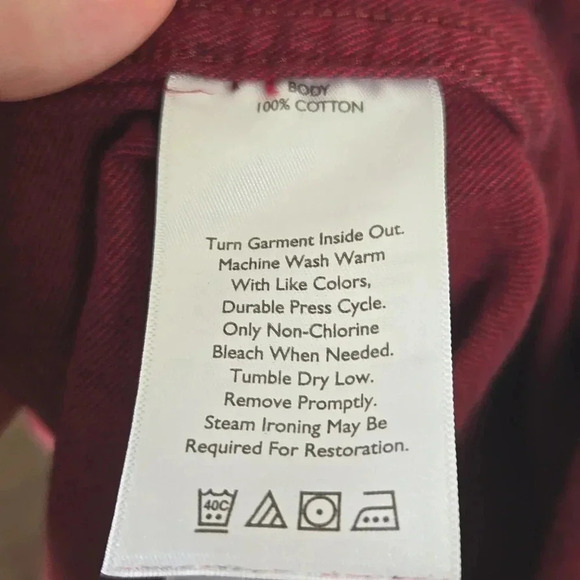 BODY
100% COTTON
Turn Garment Inside Out.
Machine Wash Warm
With Like Colors,
Durable Press Cycle.
Only Non-Chlorine
Bleach When Needed.
Tumble Dry Low.
Remove Promptly.
Steam Ironing May Be
Required For Restoration.
40C